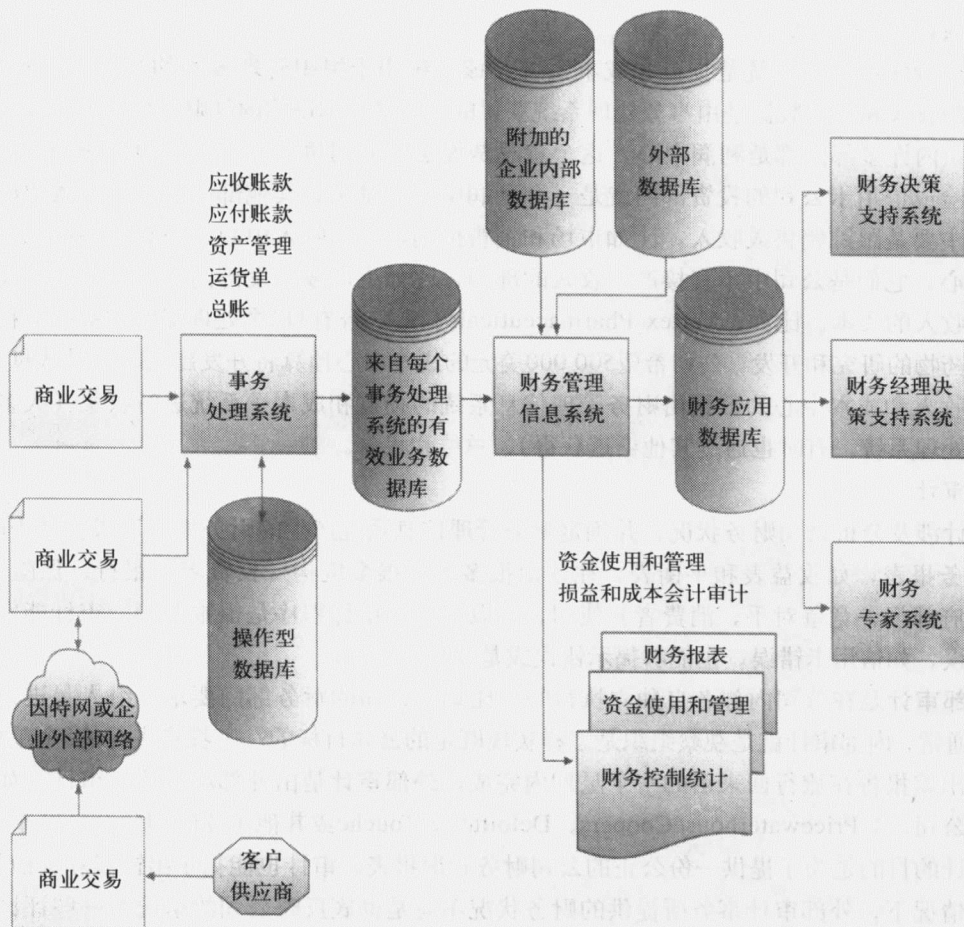 附加的
企业内部
数据库
外部
数据库
财务决策
支持系统
应收账款
应付账款
资产管理
运货单
总账
商业交易
事务
处理系统
来自每个
事务处理
系统的有
效业务数
据库
财务管理
信息系统
财务应用
数据库
财务经理决
策支持系统
商业交易
操作型
数据库
资金使用和管理
损益和成本会计审计
财务
专家系统
因特网或企
业外部网络
财务报表
资金使用和管理
财务控制统计
商业交易
客户
供应商